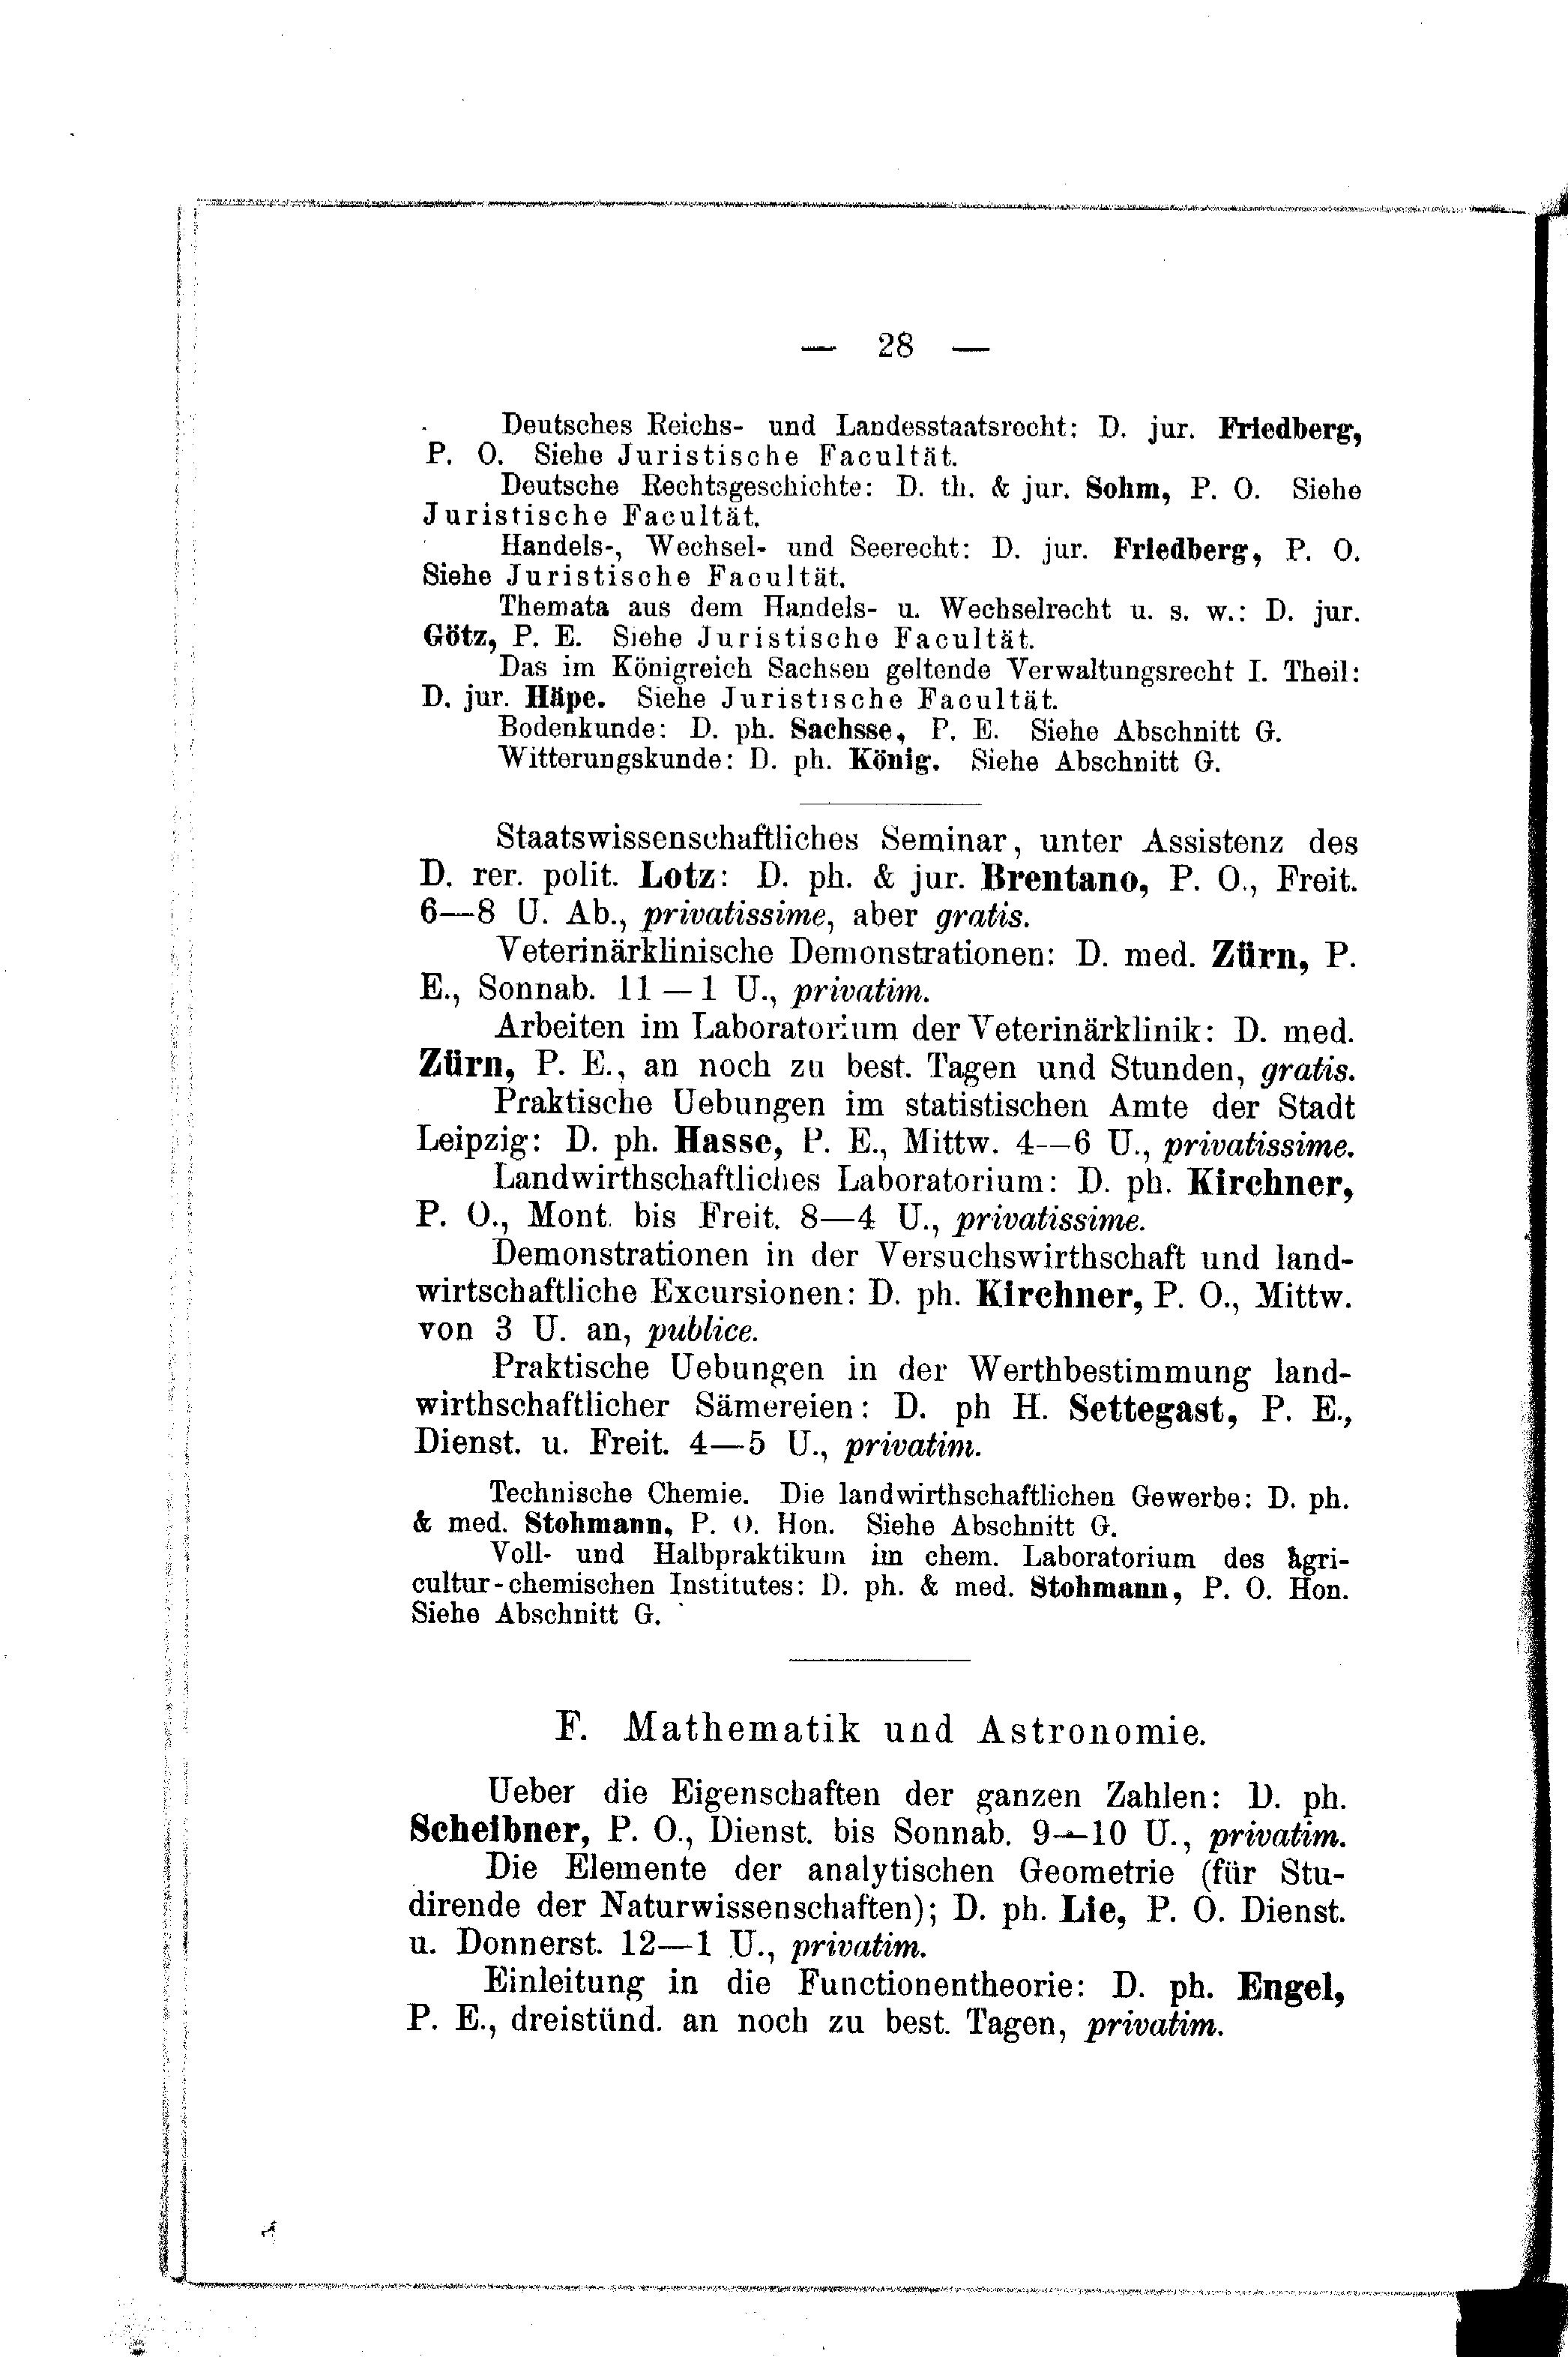 — 28 —
Deutsches Reichs- und Landesstaatsrecht: D. jur. Friedberg,
P. O. Siehe Juristische Facultät.
Deutsche Rechtsgeschichte: D. th. & jur. Sohm, P. O. Siehe
Juristische Facultät.
Handels-, Wechsel- und Seerecht: D. jur. Friedberg, P. O.
Siehe Juristische Facultät.
Themata aus dem Handels- u. Wechselrecht u. s. w.: D. jur.
Götz, P. E. Siehe Juristische Facultät.
Das im Königreich Sachsen geltende Verwaltungsrecht I. Theil:
D. jur. Häpe. Siehe Juristische Facultät.
Bodenkunde: D. ph. Sachsse, P. E. Siehe Abschnitt G.
Witterungskunde: D. ph. König. Siehe Abschnitt G.
Staatswissenschaftliches Seminar, unter Assistenz des
D. rer. polit. Lotz: D. ph. & jur. Brentano, P. O., Freit.
6—8 U. Ab., privatissime, aber gratis.
Veterinärklinische Demonstrationen: D. med. Zürn, P.
E., Sonnab. 11—1 U., privatim.
Arbeiten im Laboratorium der Veterinärklinik: D. med.
Zürn, P. E., an noch zu best. Tagen und Stunden, gratis.
Praktische Uebungen im statistischen Amte der Stadt
Leipzig: D. ph. Hasse, P. E., Mittw. 4—6 U., privatissime.
Landwirthschaftliches Laboratorium: D. ph. Kirchner,
P. O., Mont. bis Freit. 8—4 U., privatissime.
Demonstrationen in der Versuchswirthschaft und land-
wirtschaftliche Excursionen: D. ph. Kirchner, P. O., Mittw.
von 3 U. an, publice.
Praktische Uebungen in der Werthbestimmung land-
wirthschaftlicher Sämereien: D. ph H. Settegast, P. E.,
Dienst. u. Freit. 4—5 U., privatim.
Technische Chemie. Die landwirthschaftlichen Gewerbe: D. ph.
& med. Stohmann, P. O. Hon. Siehe Abschnitt G.
Voll- und Halbpraktikum im chem. Laboratorium des Agri-
cultur-chemischen Institutes: D. ph. & med. Stohmann, P. O. Hon.
Siehe Abschnitt G.
F. Mathematik und Astronomie.
Ueber die Eigenschaften der ganzen Zahlen: D. ph.
Scheibner, P. O., Dienst. bis Sonnab. 9—10 U., privatim.
Die Elemente der analytischen Geometrie (für Stu-
dirende der Naturwissenschaften); D. ph. Lie, P. O. Dienst.
u. Donnerst. 12—1 U., privatim.
Einleitung in die Functionentheorie: D. ph. Engel,
P. E., dreistünd. an noch zu best. Tagen, privatim.